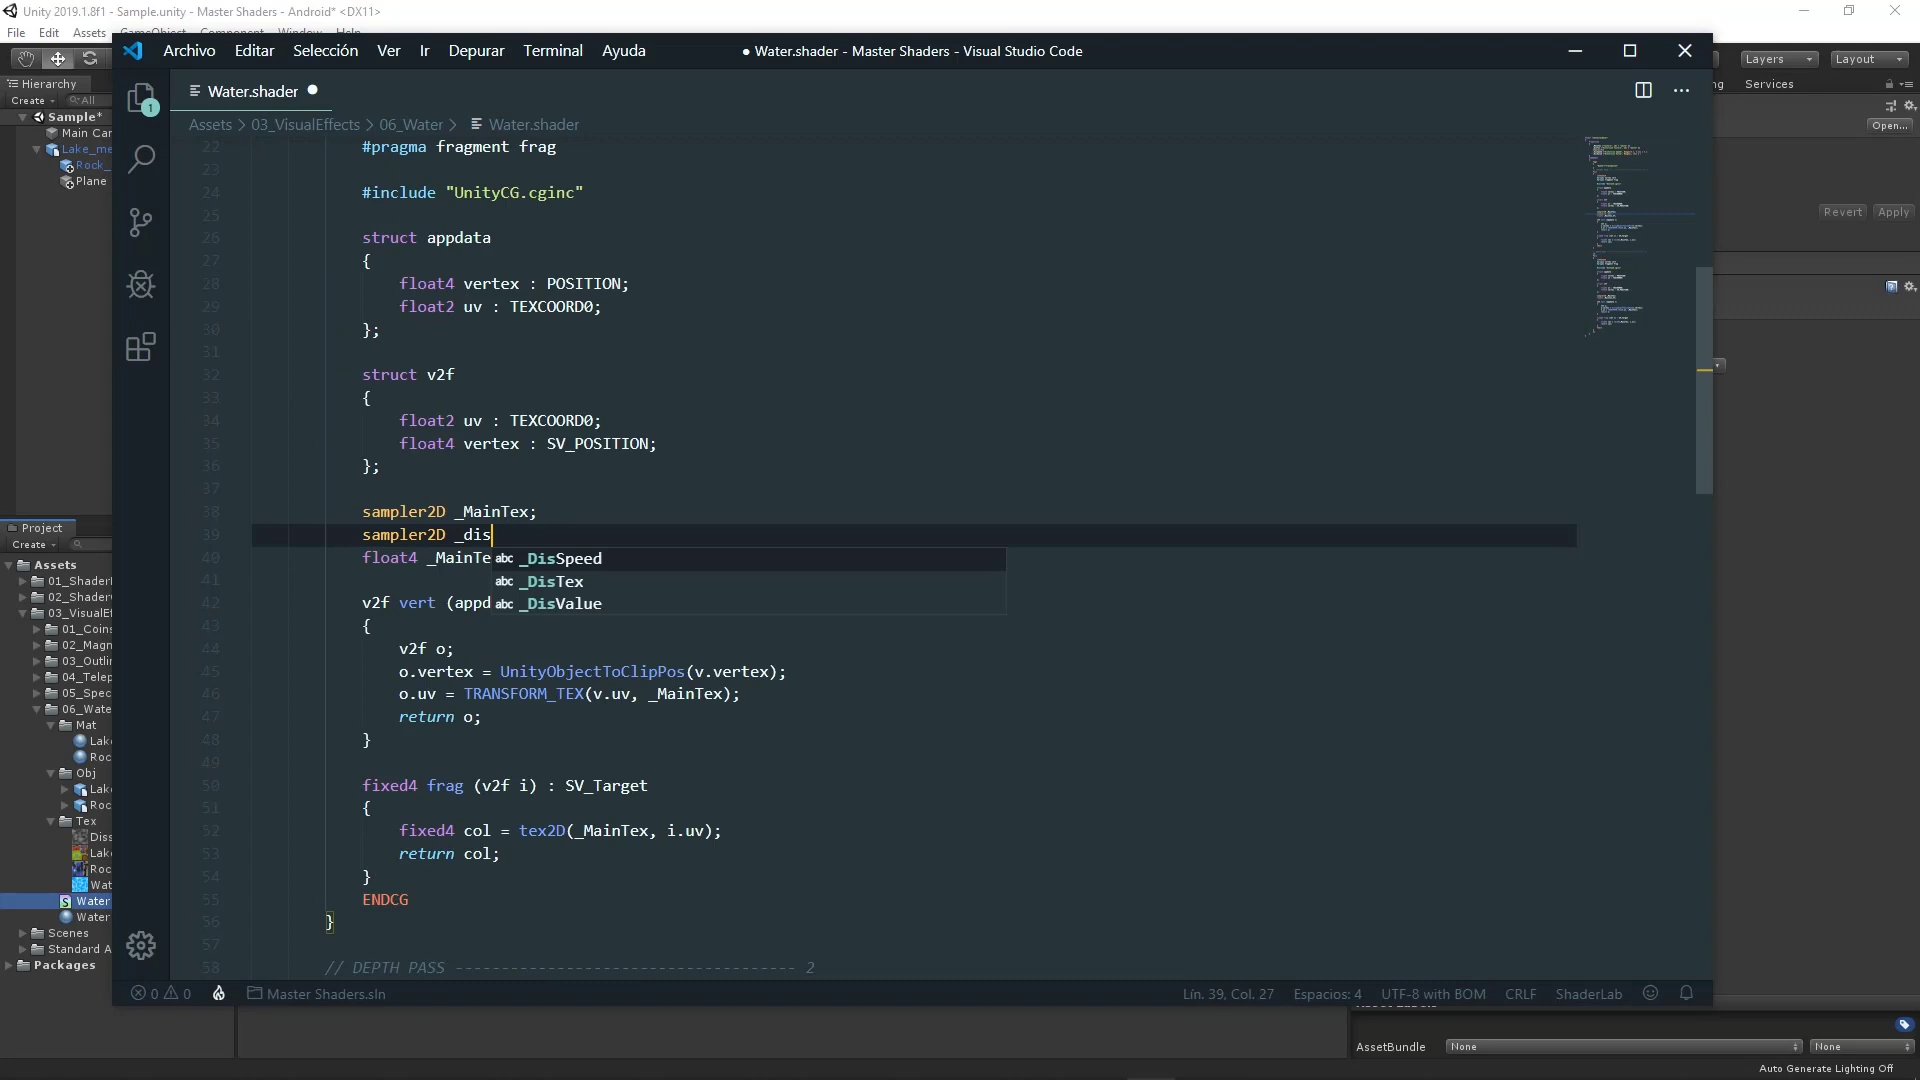 Unity 2019.1.8f1 - Sample.unity - Master Shaders - Android* <DX11>
File Edit Assets GameObject Component Window Help
Archivo Editar Selección Ver Ir Depurar Terminal Ayuda
● Water.shader - Master Shaders - Visual Studio Code
Layers
Layout
Hierarchy
Create
All
Services
Open...
Sample*
Main Car
Lake_me
Rock_
Plane
Revert
Apply
1
Water.shader
Assets > 03_VisualEffects > 06_Water > Water.shader
22 #pragma fragment frag
23
24 #include "UnityCG.cginc"
25
26 struct appdata
27 {
28 float4 vertex : POSITION;
29 float2 uv : TEXCOORD0;
30 };
31
32 struct v2f
33 {
34 float2 uv : TEXCOORD0;
35 float4 vertex : SV_POSITION;
36 };
37
38 sampler2D _MainTex;
39 sampler2D _dis
40 float4 _MainTe
41
42 v2f vert (appd
43 {
44 v2f o;
45 o.vertex = UnityObjectToClipPos(v.vertex);
46 o.uv = TRANSFORM_TEX(v.uv, _MainTex);
47 return o;
48 }
49
50 fixed4 frag (v2f i) : SV_Target
51 {
52 fixed4 col = tex2D(_MainTex, i.uv);
53 return col;
54 }
55 ENDCG
56 }
57
58 // DEPTH PASS ------------------------------------- 2
abc _DisSpeed
abc _DisTex
abc _DisValue
Project
Create
Assets
01_Shaderl
02_Shader
03_VisualEf
01_Coins
02_Magn
03_Outlin
04_Telep
05_Spec
06_Wate
Mat
Lak
Roc
Obj
Lak
Roc
Tex
Diss
Lak
Roc
Wat
Water
Water
Scenes
Standard A
Packages
0 0
Master Shaders.sln
Lín. 39, Col. 27
Espacios: 4
UTF-8 with BOM
CRLF
ShaderLab
AssetBundle
None
None
Auto Generate Lighting Off